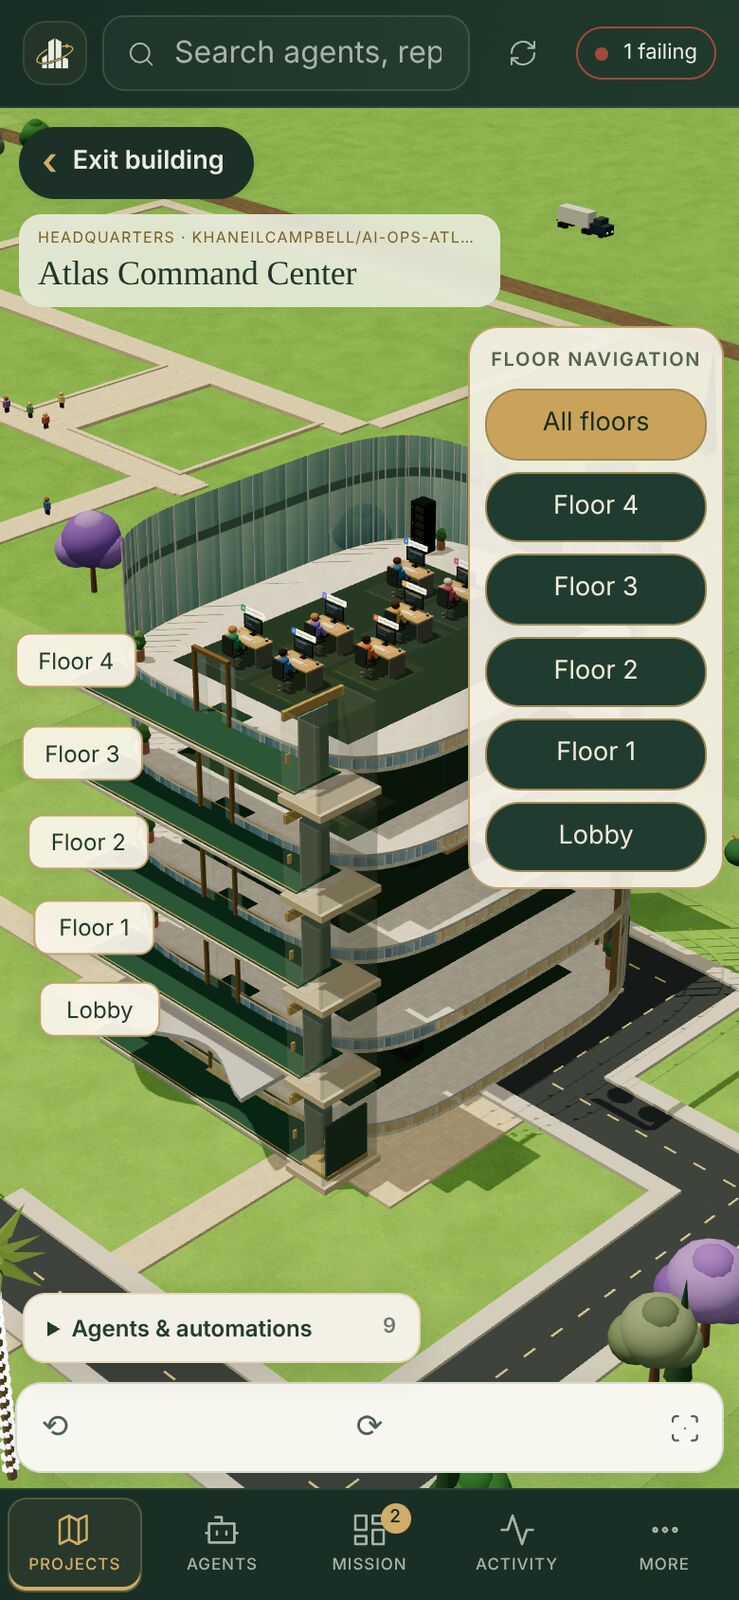 Search agents, rep
1 failing
‹ Exit building
HEADQUARTERS · KHANEILCAMPBELL/AI-OPS-ATL…
Atlas Command Center
FLOOR NAVIGATION
All floors
Floor 4
Floor 3
Floor 2
Floor 1
Lobby
Floor 4
Floor 3
Floor 2
Floor 1
Lobby
Agents & automations 9
2
PROJECTS
AGENTS
MISSION
ACTIVITY
MORE